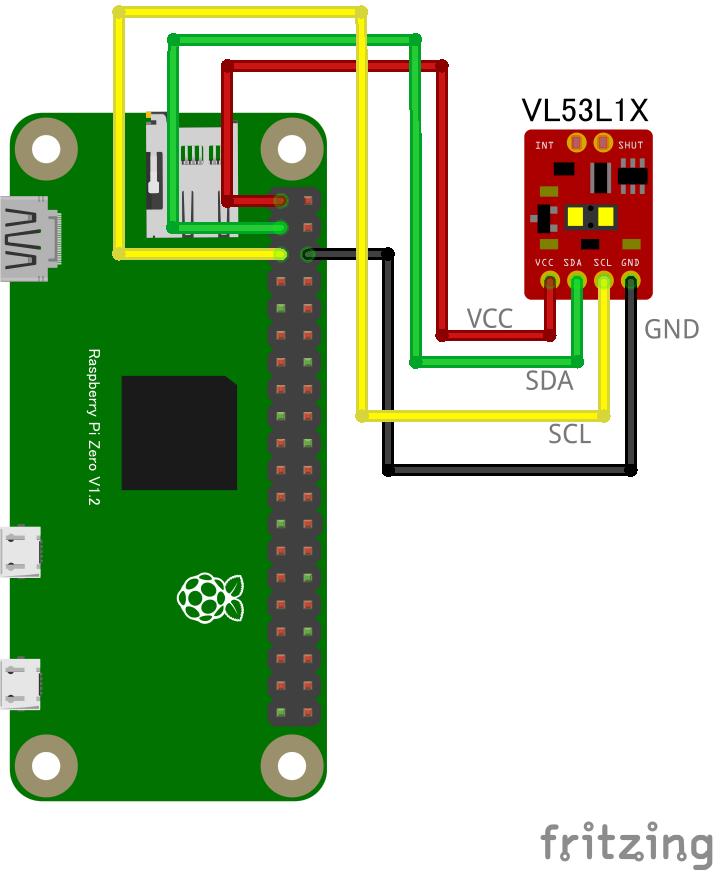 VL53L1X
INT
SHUT
VCC SDA SCL GND
VCC
GND
SDA
SCL
Raspberry Pi Zero V1.2
fritzing